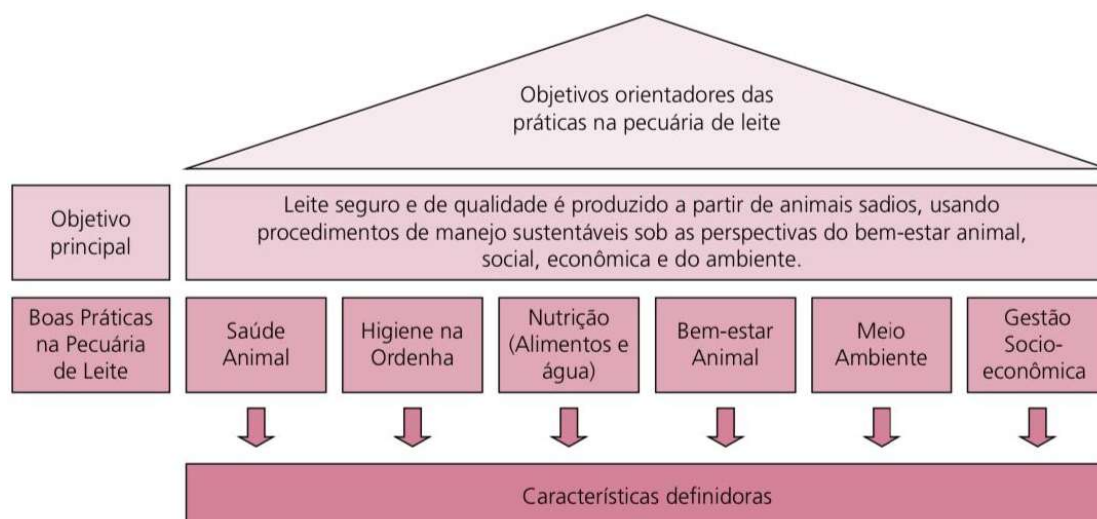 Objetivos orientadores das
práticas na pecuária de leite
Objetivo
principal
Leite seguro e de qualidade é produzido a partir de animais sadios, usando
procedimentos de manejo sustentáveis sob as perspectivas do bem-estar animal,
social, econômica e do ambiente.
Boas Práticas
na Pecuária
de Leite
Saúde
Animal
Higiene na
Ordenha
Nutrição
(Alimentos e
água)
Bem-estar
Animal
Meio
Ambiente
Gestão
Socio-
econômica
Características definidoras